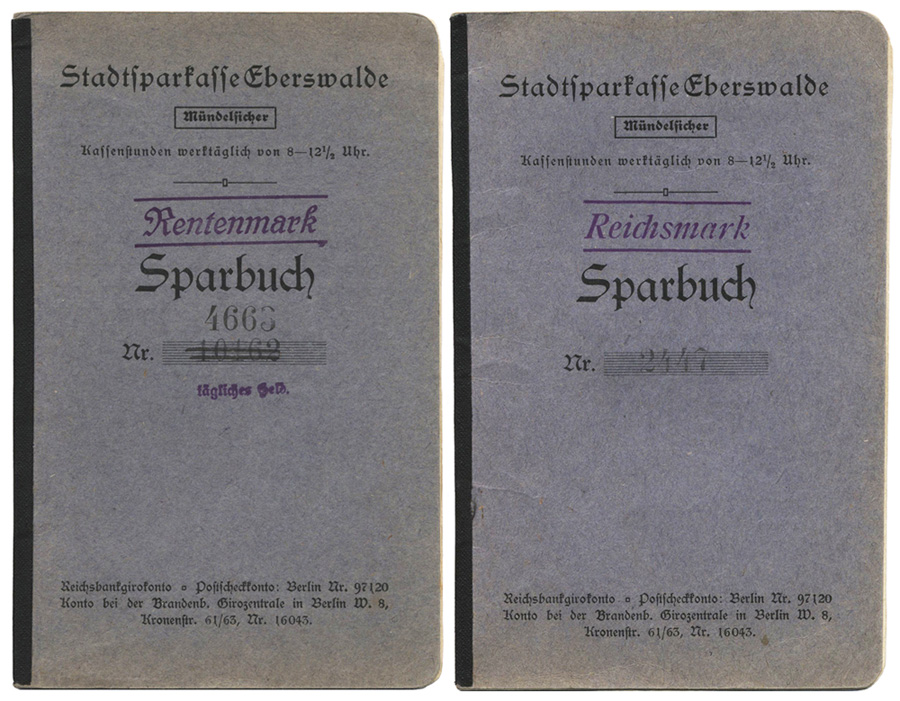 Stadtsparkasse Eberswalde
Mündelsicher
Kassenstunden werktäglich von 8—12½ Uhr.
Rentenmark
Sparbuch
4663
Nr. 10162
tägliches Geld.
Reichsbankgirokonto ▫ Postscheckkonto: Berlin Nr. 97120
Konto bei der Brandenb. Girozentrale in Berlin W. 8,
Kronenstr. 61/63, Nr. 16043.
Stadtsparkasse Eberswalde
Mündelsicher
Kassenstunden werktäglich von 8—12½ Uhr.
Reichsmark
Sparbuch
Nr. 2447
Reichsbankgirokonto ▫ Postscheckkonto: Berlin Nr. 97120
Konto bei der Brandenb. Girozentrale in Berlin W. 8,
Kronenstr. 61/63, Nr. 16043.